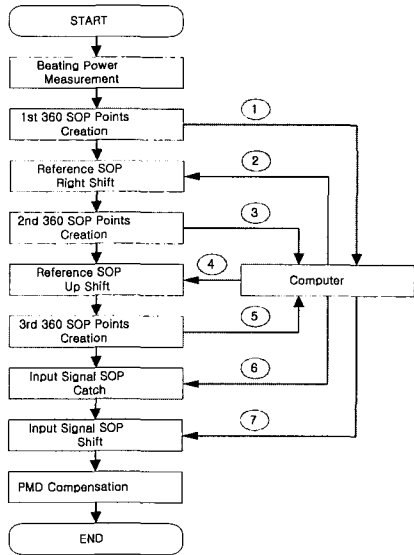 START
Beating Power
Measurement
1st 360 SOP Points
Creation
1
Reference SOP
Right Shift
2
2nd 360 SOP Points
Creation
3
Reference SOP
Up Shift
4
Computer
3rd 360 SOP Points
Creation
5
Input Signal SOP
Catch
6
Input Signal SOP
Shift
7
PMD Compensation
END